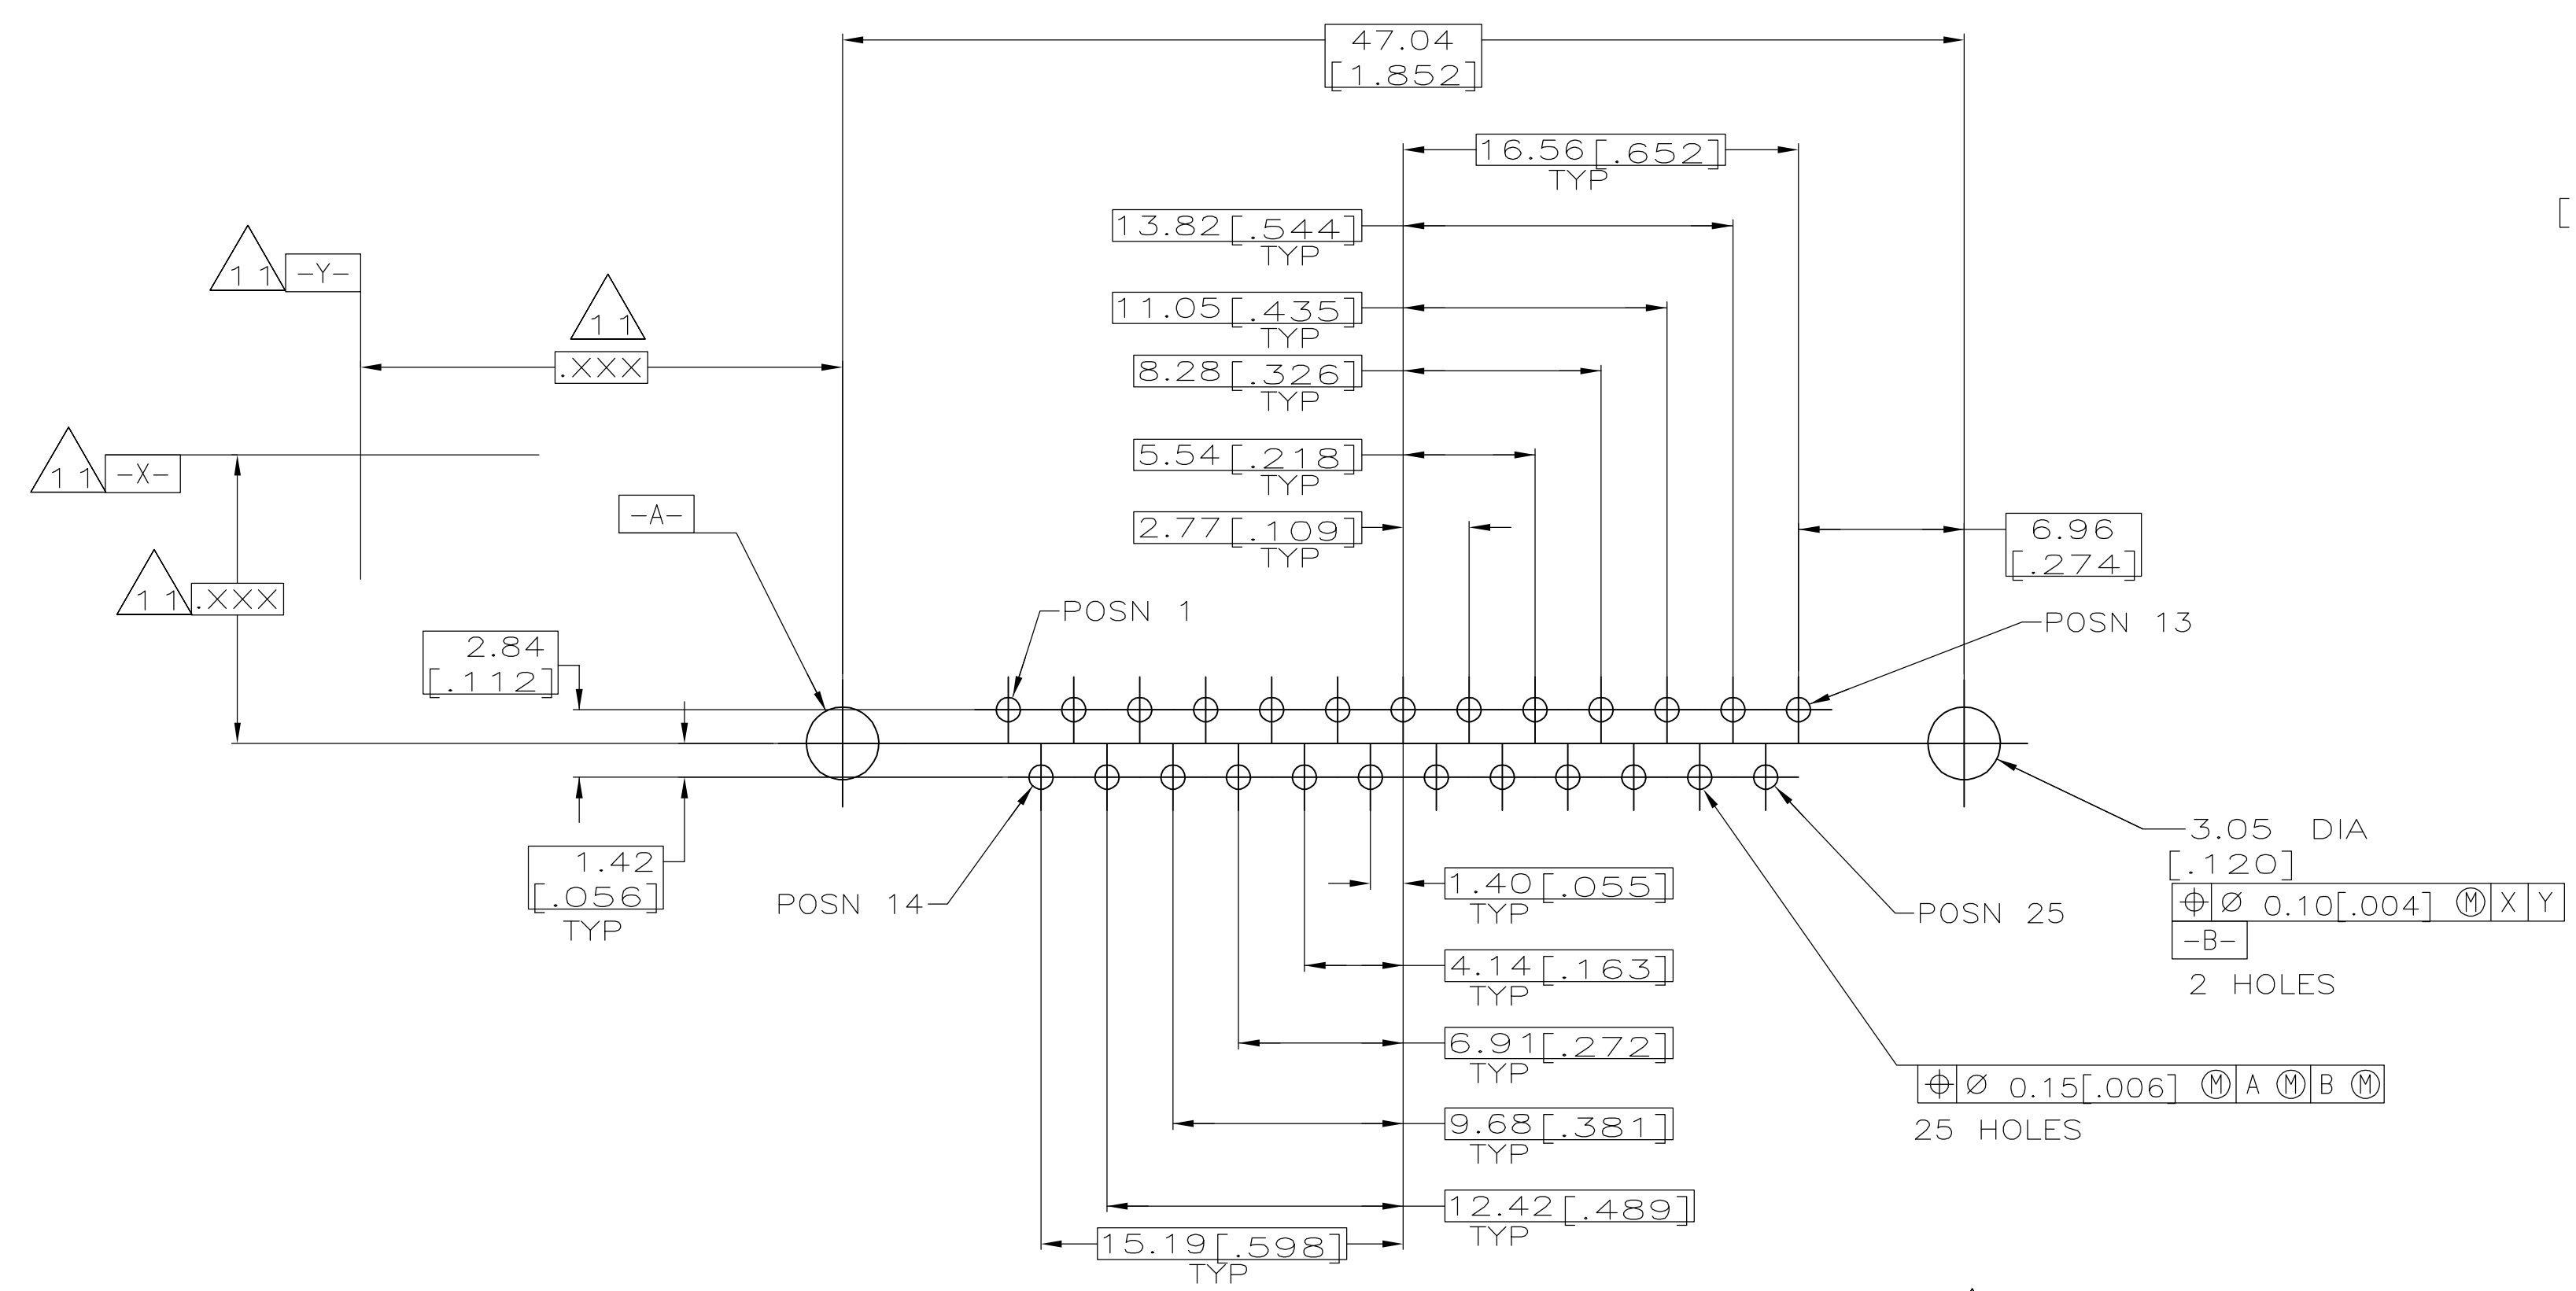 47.04
[1.852]
16.56[.652]
TYP
13.82[.544]
TYP
11 -Y-
11
11.05[.435]
TYP
.XXX
8.28[.326]
TYP
11 -X-
5.54[.218]
TYP
-A-
2.77[.109]
TYP
6.96
[.274]
11 .XXX
POSN 1
POSN 13
2.84
[.112]
3.05 DIA
[.120]
1.42
[.056]
TYP
POSN 14
1.40[.055]
TYP
POSN 25
⌖ Ø 0.10[.004] Ⓜ X Y
-B-
2 HOLES
4.14[.163]
TYP
6.91[.272]
TYP
⌖ Ø 0.15[.006] Ⓜ A Ⓜ B Ⓜ
25 HOLES
9.68[.381]
TYP
12.42[.489]
TYP
15.19[.598]
TYP